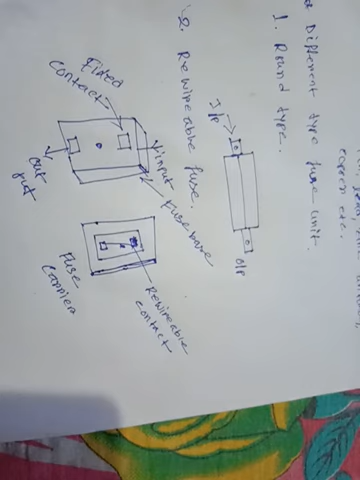 Different type fuse unit.
1. Round type.
I/P
O/P
2. Rewireable fuse.
Fixed
contact
input
out
put
Fuse base
Fuse
carrier
Rewireable
contact